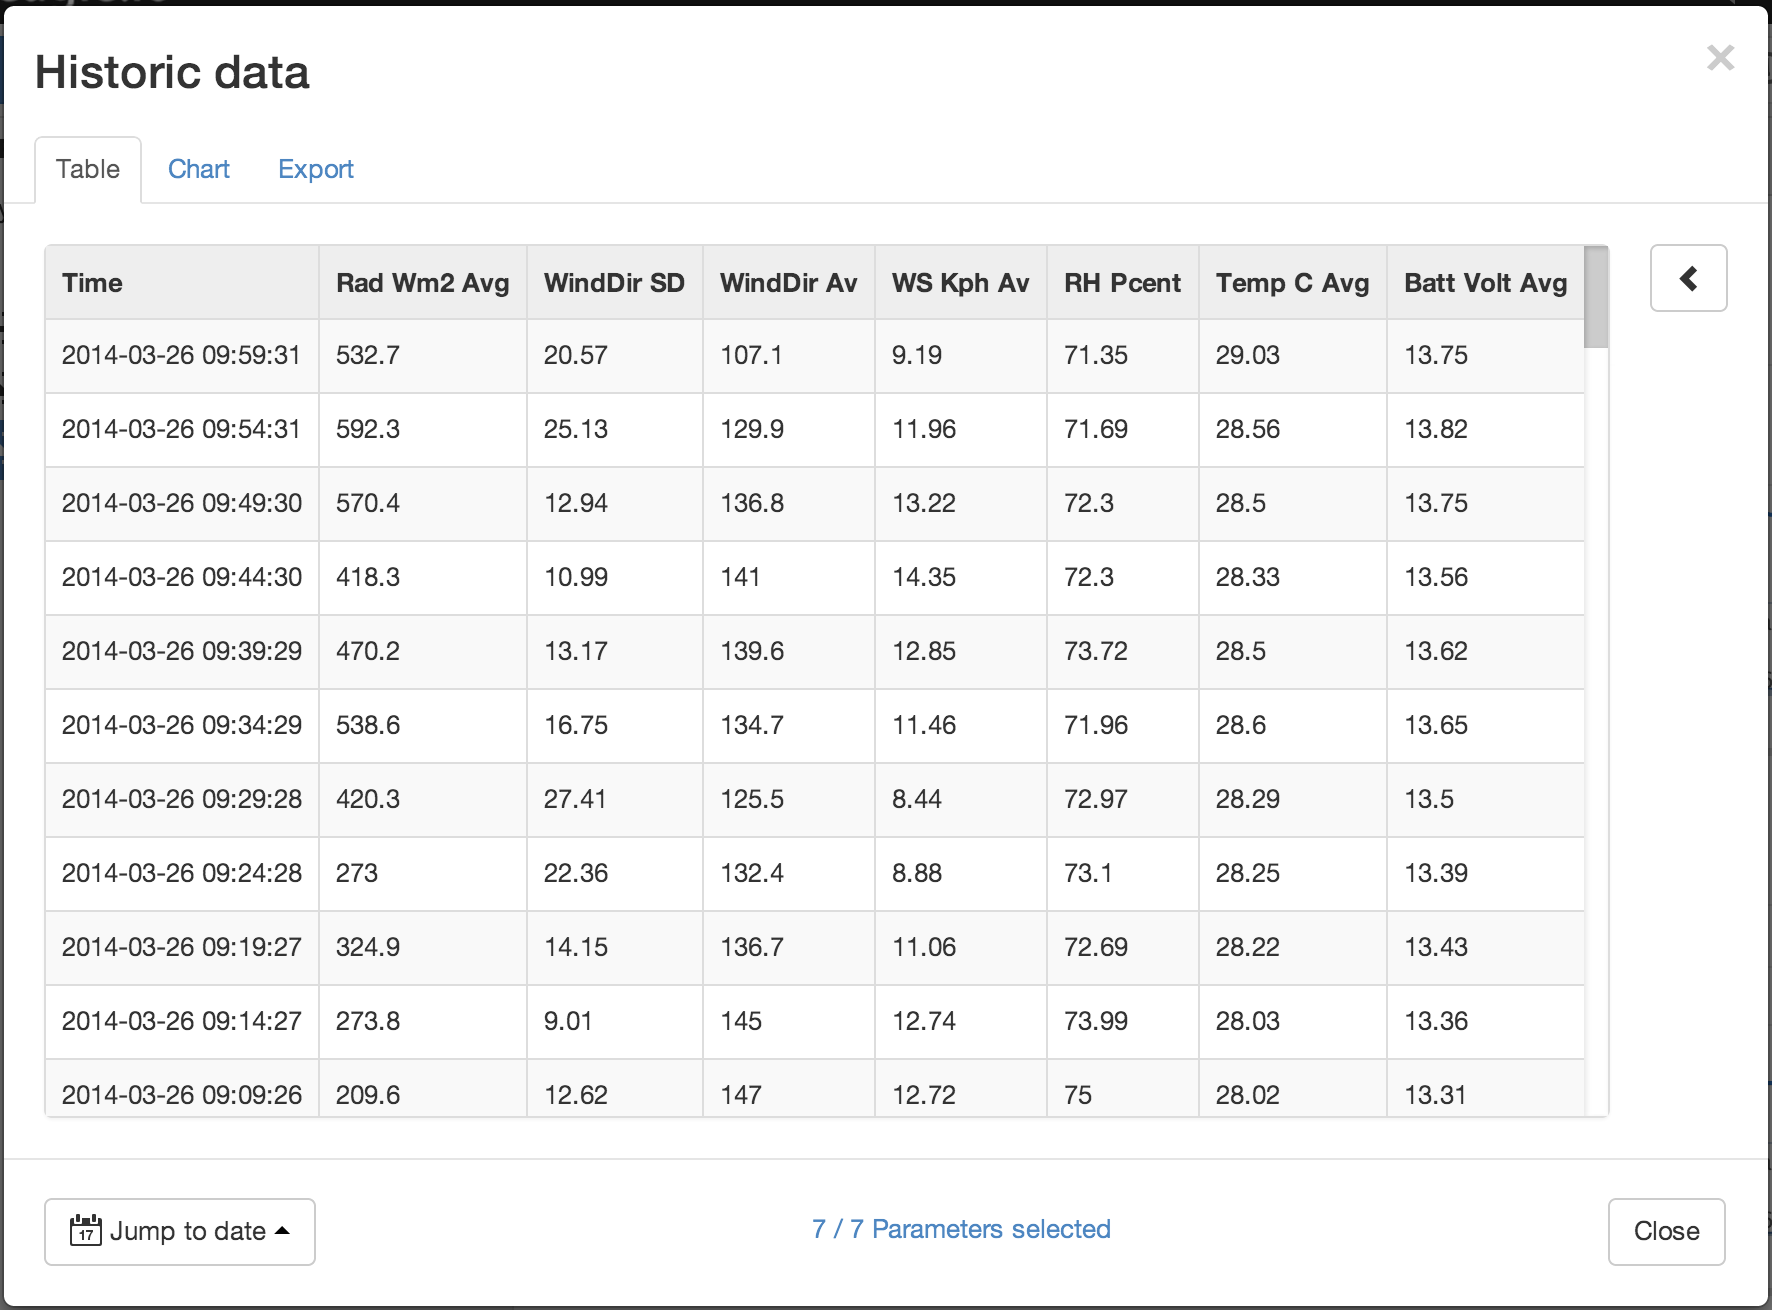 Historic data
×
Table Chart Export
Time Rad Wm2 Avg WindDir SD WindDir Av WS Kph Av RH Pcent Temp C Avg Batt Volt Avg
2014-03-26 09:59:31 532.7 20.57 107.1 9.19 71.35 29.03 13.75
2014-03-26 09:54:31 592.3 25.13 129.9 11.96 71.69 28.56 13.82
2014-03-26 09:49:30 570.4 12.94 136.8 13.22 72.3 28.5 13.75
2014-03-26 09:44:30 418.3 10.99 141 14.35 72.3 28.33 13.56
2014-03-26 09:39:29 470.2 13.17 139.6 12.85 73.72 28.5 13.62
2014-03-26 09:34:29 538.6 16.75 134.7 11.46 71.96 28.6 13.65
2014-03-26 09:29:28 420.3 27.41 125.5 8.44 72.97 28.29 13.5
2014-03-26 09:24:28 273 22.36 132.4 8.88 73.1 28.25 13.39
2014-03-26 09:19:27 324.9 14.15 136.7 11.06 72.69 28.22 13.43
2014-03-26 09:14:27 273.8 9.01 145 12.74 73.99 28.03 13.36
2014-03-26 09:09:26 209.6 12.62 147 12.72 75 28.02 13.31
17 Jump to date 7 / 7 Parameters selected Close